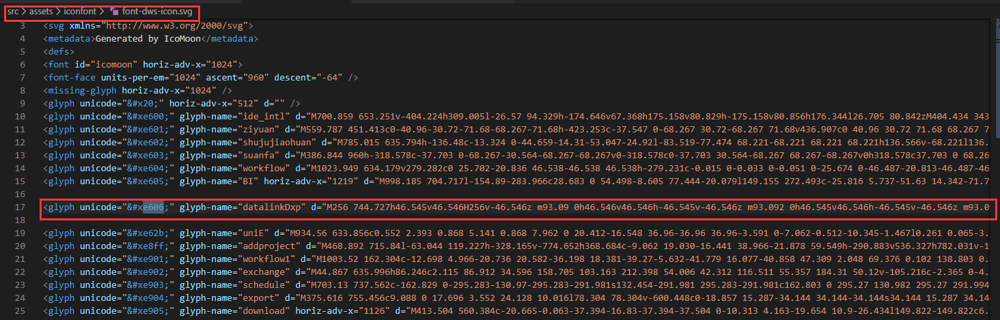 src > assets > iconfont > font-dws-icon.svg
3 <svg xmlns="http://www.w3.org/2000/svg">
4 <metadata>Generated by IcoMoon</metadata>
5 <defs>
6 <font id="icomoon" horiz-adv-x="1024">
7 <font-face units-per-em="1024" ascent="960" descent="-64" />
8 <missing-glyph horiz-adv-x="1024" />
9 <glyph unicode="&#x20;" horiz-adv-x="512" d="" />
10 <glyph unicode="&#xe600;" glyph-name="ide_intl" d="M700.859 653.251v-404.224h309.005l-26.57 94.329h-174.646v67.368h175.158v80.829h-175.158v80.856h176.344l26.705 80.842zM404.434 343
11 <glyph unicode="&#xe601;" glyph-name="ziyuan" d="M559.787 451.413c0-40.96-30.72-71.68-68.267-71.68h-423.253c-37.547 0-68.267 30.72-68.267 71.68v436.907c0 40.96 30.72 71.68 68.267 7
12 <glyph unicode="&#xe602;" glyph-name="shujujiaohuan" d="M785.015 635.794h-136.48c-13.324 0-44.659-14.31-53.047-24.92l-83.519-77.474 68.221-68.221 68.221 68.221h136.566v-68.221l136.
13 <glyph unicode="&#xe603;" glyph-name="suanfa" d="M386.844 960h-318.578c-37.703 0-68.267-30.564-68.267-68.267v0-318.578c0-37.703 30.564-68.267 68.267-68.267v0h318.578c37.703 0 68.26
14 <glyph unicode="&#xe604;" glyph-name="workflow" d="M1023.949 634.179v279.282c0 25.702-20.836 46.538-46.538 46.538h-279.231c-0.015 0-0.033 0-0.051 0-25.674 0-46.487-20.813-46.487-46
15 <glyph unicode="&#xe605;" glyph-name="BI" horiz-adv-x="1219" d="M998.185 704.717l-154.89-283.966c28.683 0 54.498-8.605 77.444-20.079l149.155 272.493c-25.816 5.737-51.63 14.342-71.7
16
17 <glyph unicode="&#xe606;" glyph-name="datalinkDxp" d="M256 744.727h46.545v46.546H256v-46.546z m93.09 0h46.546v46.546h-46.545v-46.546z m93.092 0h46.545v46.546h-46.545v-46.546z m93.09
18
19 <glyph unicode="&#xe62b;" glyph-name="uniE" d="M934.56 633.856c0.552 2.393 0.868 5.141 0.868 7.962 0 20.412-16.548 36.96-36.96 36.96-3.591 0-7.062-0.512-10.345-1.467l0.261 0.065-3.
20 <glyph unicode="&#xe8ff;" glyph-name="addproject" d="M468.892 715.84l-63.044 119.227h-328.165v-774.652h368.684c-9.062 19.030-16.441 38.966-21.878 59.549h-290.883v536.327h782.031v-1
21 <glyph unicode="&#xe901;" glyph-name="workflow1" d="M1003.52 162.304c-12.698 4.966-20.736 20.582-36.198 18.381-39.27-5.632-41.779 16.077-40.858 47.309 2.048 69.376 0.102 138.803 0.
22 <glyph unicode="&#xe902;" glyph-name="exchange" d="M44.867 635.996h86.246c2.115 86.912 34.596 158.705 103.163 212.398 54.006 42.312 116.511 55.357 184.31 50.12v-105.216c-2.365 0-4.
23 <glyph unicode="&#xe903;" glyph-name="schedule" d="M703.13 737.562c-162.829 0-295.283-130.97-295.283-291.981s132.454-291.981 295.283-291.981c162.803 0 295.27 130.982 295.27 291.994
24 <glyph unicode="&#xe904;" glyph-name="export" d="M375.616 755.456c9.088 0 17.696 3.552 24.128 10.016l78.304 78.304v-600.448c0-18.857 15.287-34.144 34.144-34.144s34.144 15.287 34.144
25 <glyph unicode="&#xe905;" glyph-name="download" horiz-adv-x="1126" d="M413.504 560.384c-20.665-0.063-37.394-16.83-37.394-37.504 0-10.313 4.163-19.654 10.9-26.434l149.822-149.822c6.